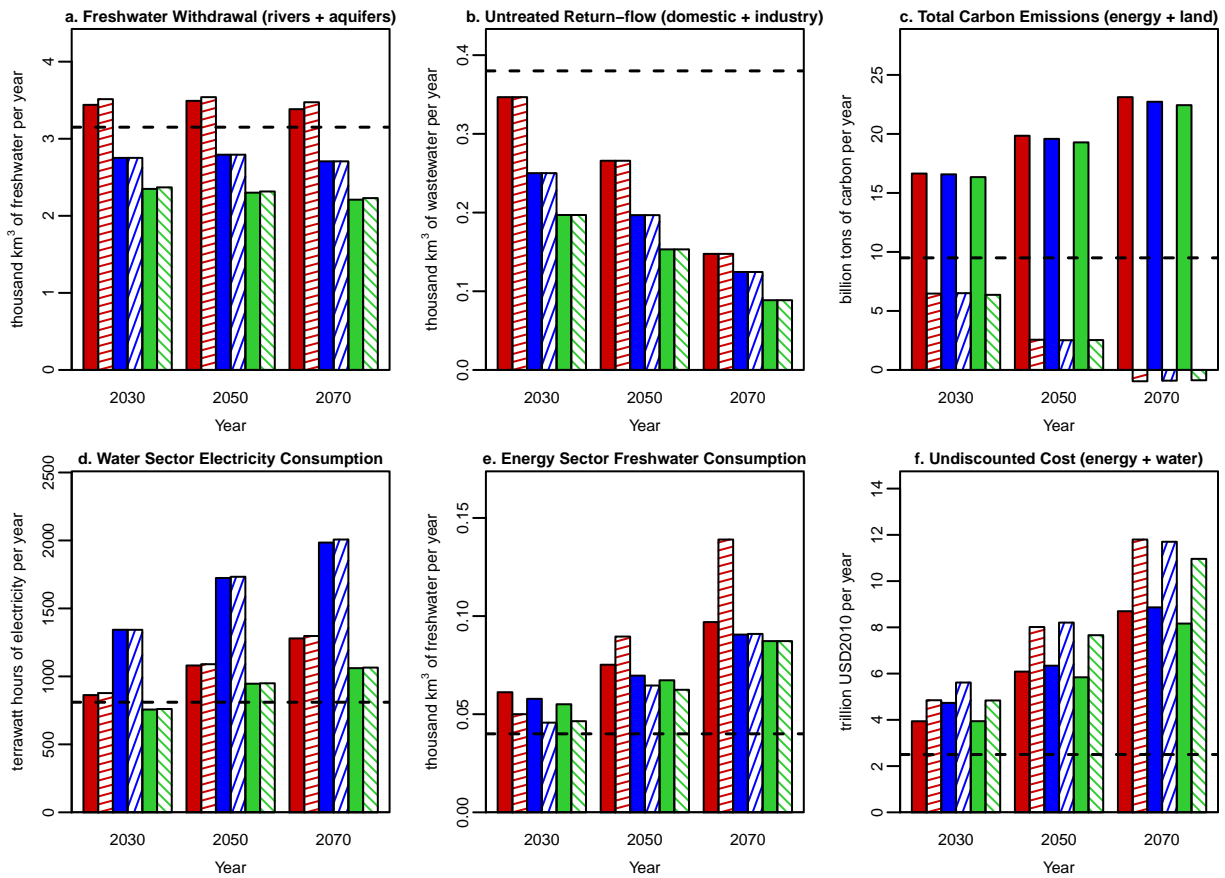 a. Freshwater Withdrawal (rivers + aquifers)
thousand km³ of freshwater per year
0
1
2
3
4
2030
2050
2070
Year
b. Untreated Return−flow (domestic + industry)
thousand km³ of wastewater per year
0.0
0.1
0.2
0.3
0.4
2030
2050
2070
Year
c. Total Carbon Emissions (energy + land)
billion tons of carbon per year
0
5
10
15
20
25
2030
2050
2070
Year
d. Water Sector Electricity Consumption
terrawatt hours of electricity per year
0
500
1000
1500
2000
2500
2030
2050
2070
Year
e. Energy Sector Freshwater Consumption
thousand km³ of freshwater per year
0.00
0.05
0.10
0.15
2030
2050
2070
Year
f. Undiscounted Cost (energy + water)
trillion USD2010 per year
0
2
4
6
8
10
12
14
2030
2050
2070
Year